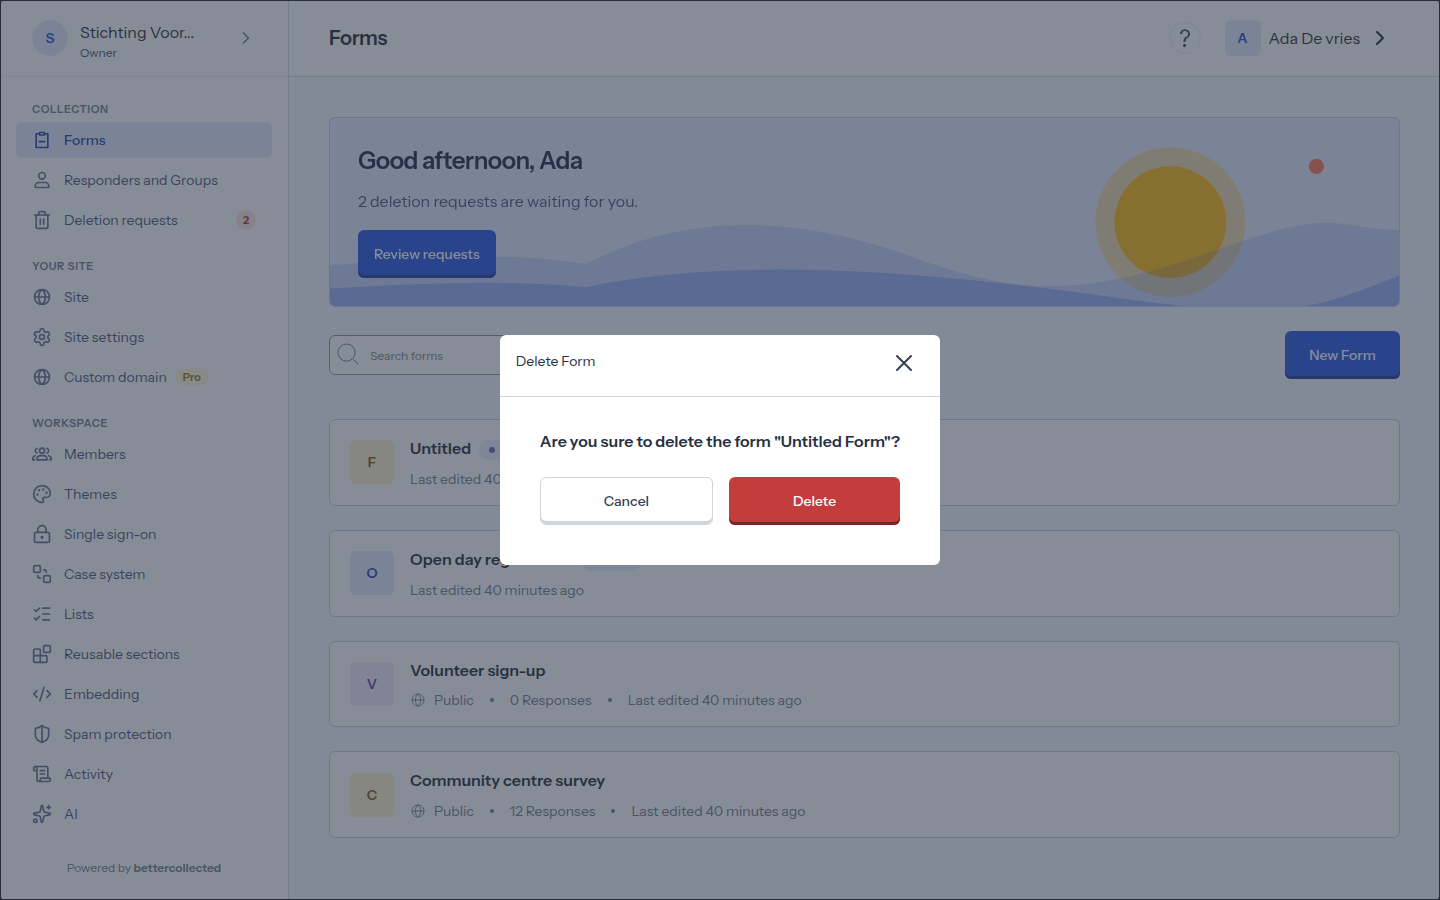 S
Stichting Voor...
Owner
Forms
?
A
Ada De vries
COLLECTION
Forms
Responders and Groups
Deletion requests
2
YOUR SITE
Site
Site settings
Custom domain
Pro
WORKSPACE
Members
Themes
Single sign-on
Case system
Lists
Reusable sections
Embedding
Spam protection
Activity
AI
Powered by bettercollected
Good afternoon, Ada
2 deletion requests are waiting for you.
Review requests
Search forms
New Form
Delete Form
Are you sure to delete the form "Untitled Form"?
Cancel
Delete
F
Untitled
Last edited 40
O
Open day reg
Last edited 40 minutes ago
V
Volunteer sign-up
Public • 0 Responses • Last edited 40 minutes ago
C
Community centre survey
Public • 12 Responses • Last edited 40 minutes ago